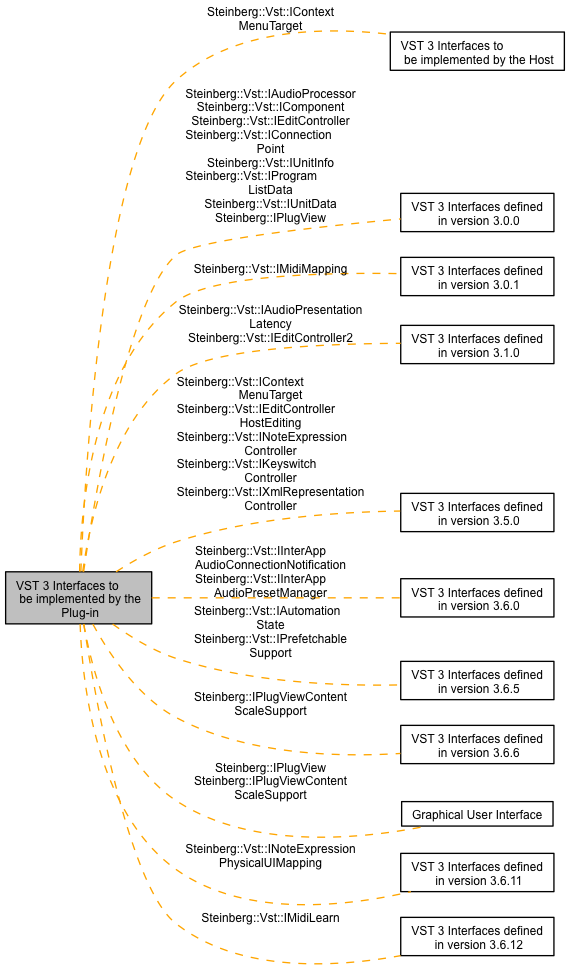 Steinberg::Vst::IContext
MenuTarget
VST 3 Interfaces to
be implemented by the Host
Steinberg::Vst::IAudioProcessor
Steinberg::Vst::IComponent
Steinberg::Vst::IEditController
Steinberg::Vst::IConnection
Point
Steinberg::Vst::IUnitInfo
Steinberg::Vst::IProgram
ListData
Steinberg::Vst::IUnitData
Steinberg::Vst::IPlugView
VST 3 Interfaces defined
in version 3.0.0
Steinberg::Vst::IMidiMapping
VST 3 Interfaces defined
in version 3.0.1
Steinberg::Vst::IAudioPresentation
Latency
Steinberg::Vst::IEditController2
VST 3 Interfaces defined
in version 3.1.0
Steinberg::Vst::IContext
MenuTarget
Steinberg::Vst::IEditController
HostEditing
Steinberg::Vst::INoteExpression
Controller
Steinberg::Vst::IKeyswitch
Controller
Steinberg::Vst::IXmlRepresentation
Controller
VST 3 Interfaces defined
in version 3.5.0
VST 3 Interfaces to
be implemented by the
Plug-in
Steinberg::Vst::IInterApp
AudioConnectionNotification
Steinberg::Vst::IInterApp
AudioPresetManager
VST 3 Interfaces defined
in version 3.6.0
Steinberg::Vst::IAutomation
State
Steinberg::Vst::IPrefetchable
Support
VST 3 Interfaces defined
in version 3.6.5
Steinberg::IPlugViewContent
ScaleSupport
VST 3 Interfaces defined
in version 3.6.6
Steinberg::IPlugView
Steinberg::IPlugViewContent
ScaleSupport
Graphical User Interface
Steinberg::Vst::INoteExpression
PhysicalUIMapping
VST 3 Interfaces defined
in version 3.6.11
Steinberg::Vst::IMidiLearn
VST 3 Interfaces defined
in version 3.6.12